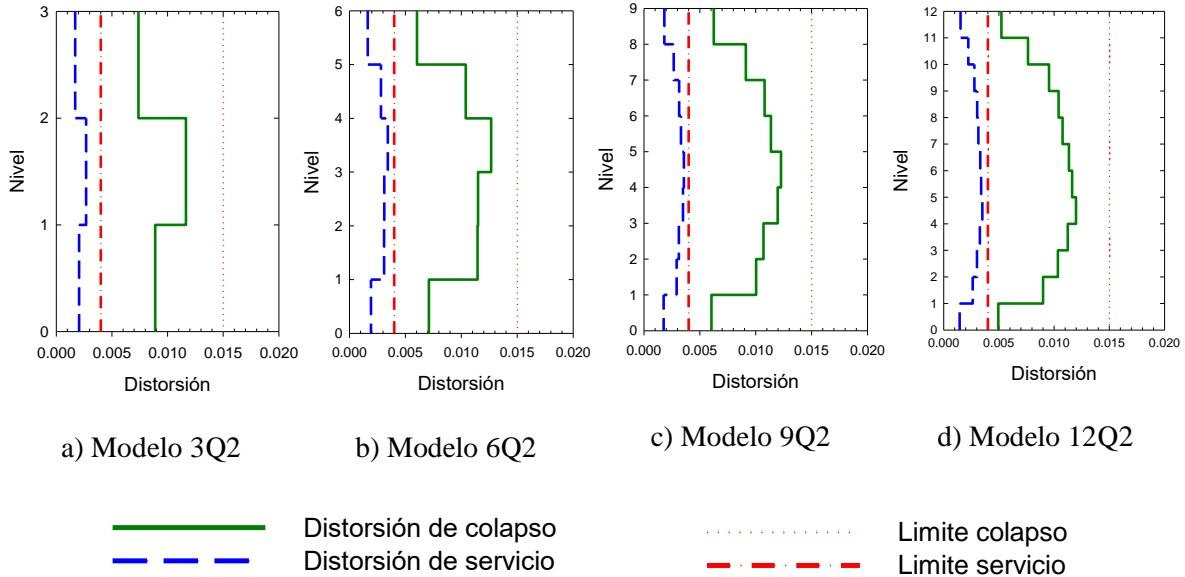 3
2
1
0
Nivel
0.000 0.005 0.010 0.015 0.020
Distorsión
a) Modelo 3Q2
6
5
4
3
2
1
0
Nivel
0.000 0.005 0.010 0.015 0.020
Distorsión
b) Modelo 6Q2
9
8
7
6
5
4
3
2
1
0
Nivel
0.000 0.005 0.010 0.015 0.020
Distorsión
c) Modelo 9Q2
12
11
10
9
8
7
6
5
4
3
2
1
0
Nivel
0.000 0.005 0.010 0.015 0.020
Distorsión
d) Modelo 12Q2
Distorsión de colapso
Distorsión de servicio
Limite colapso
Limite servicio